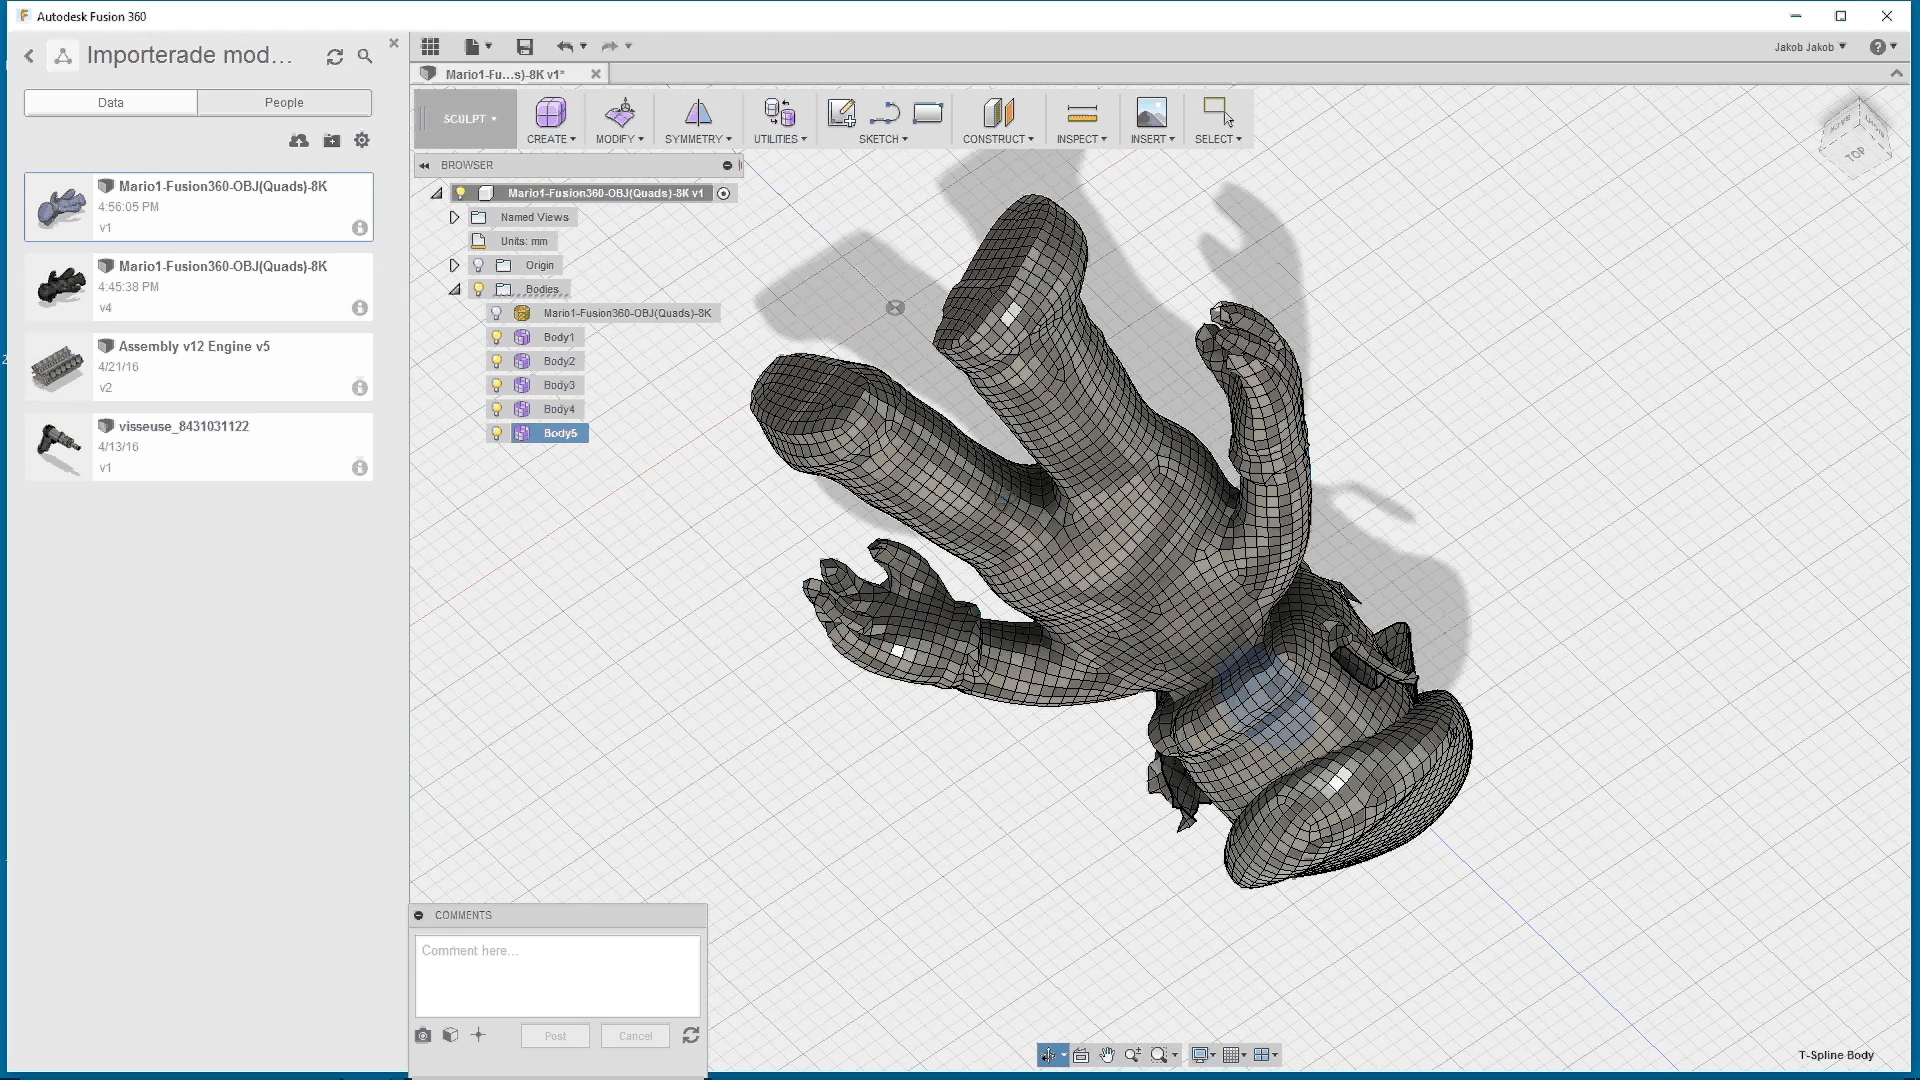 Autodesk Fusion 360
Importerade mod...
Data
People
Mario1-Fusion360-OBJ(Quads)-8K
4:56:05 PM
v1
Mario1-Fusion360-OBJ(Quads)-8K
4:45:38 PM
v4
Assembly v12 Engine v5
4/21/16
v2
visseuse_8431031122
4/13/16
v1
Jakob Jakob
Mario1-Fu...s)-8K v1*
SCULPT
CREATE
MODIFY
SYMMETRY
UTILITIES
SKETCH
CONSTRUCT
INSPECT
INSERT
SELECT
BROWSER
Mario1-Fusion360-OBJ(Quads)-8K v1
Named Views
Units: mm
Origin
Bodies
Mario1-Fusion360-OBJ(Quads)-8K
Body1
Body2
Body3
Body4
Body5
TOP
COMMENTS
Comment here...
Post
Cancel
T-Spline Body